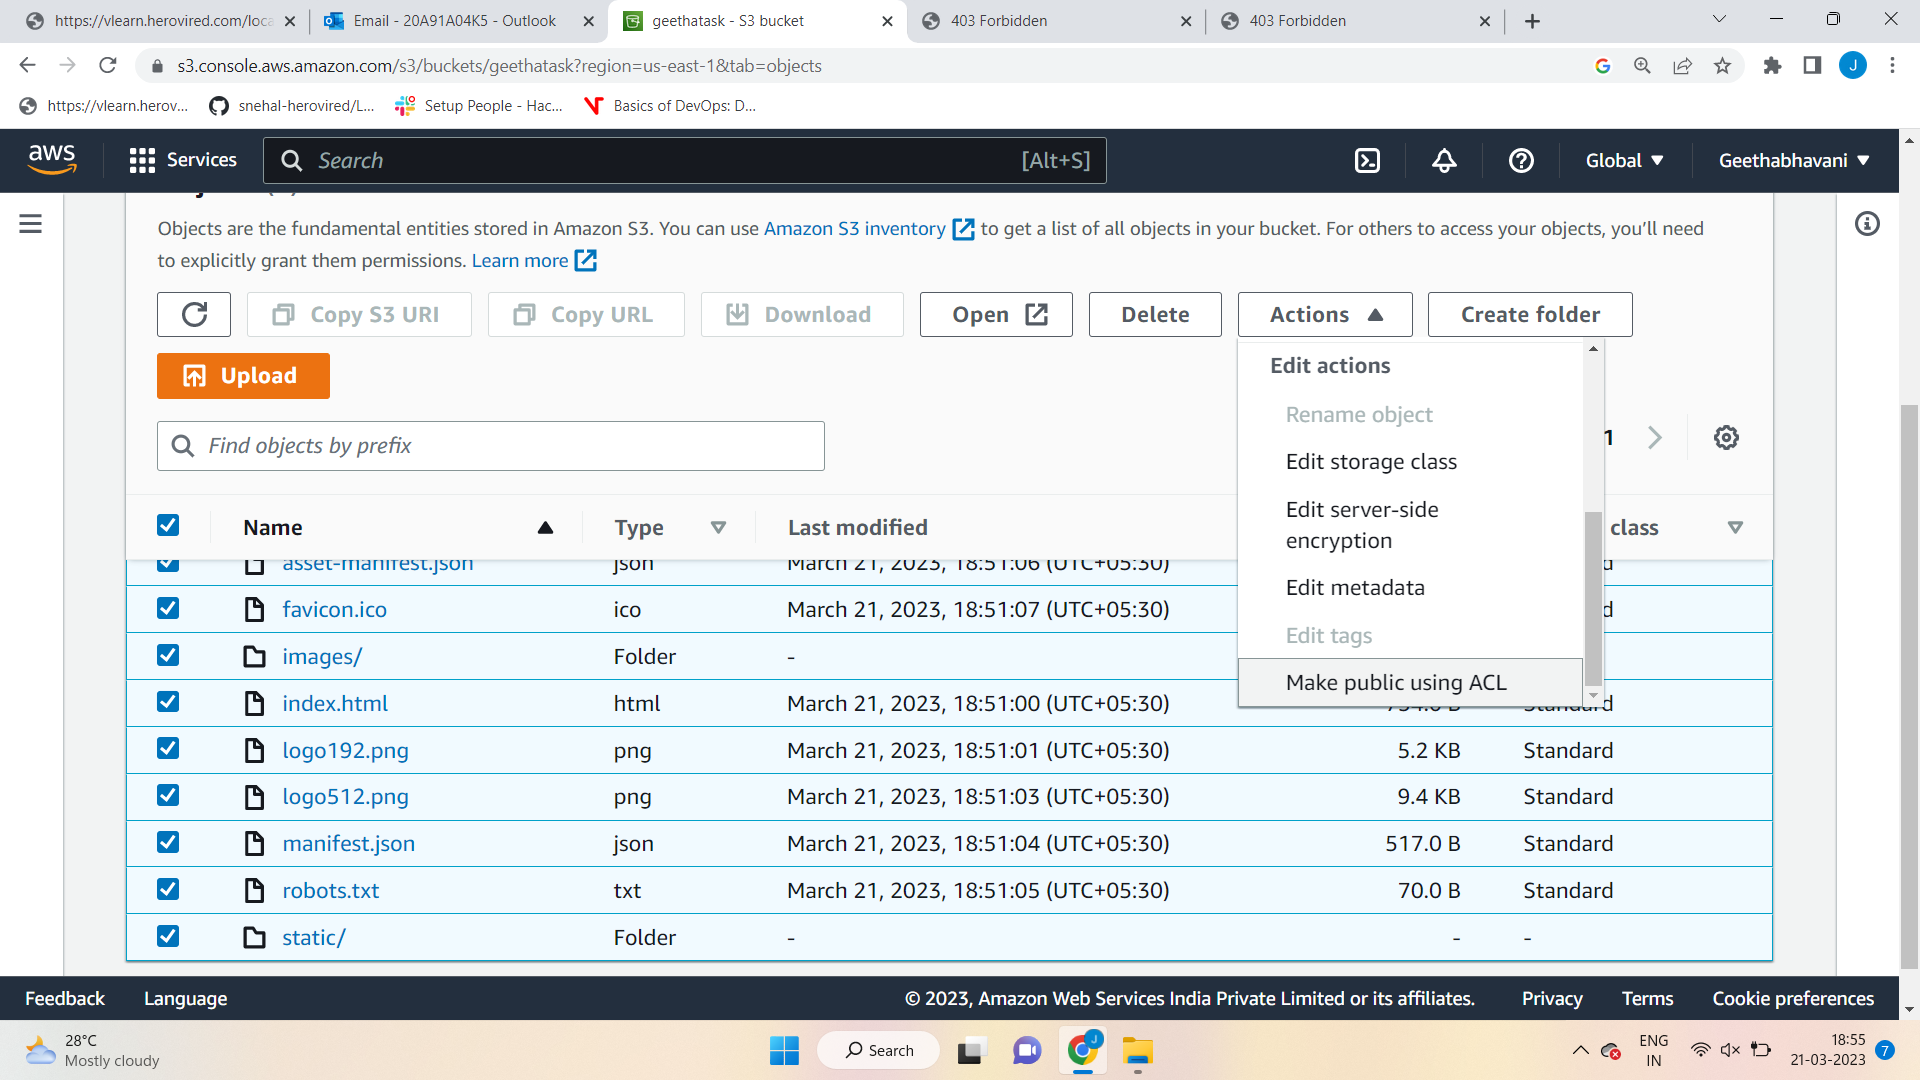 https://vlearn.herovired.com/loca
Email - 20A91A04K5 - Outlook
geethatask - S3 bucket
403 Forbidden
403 Forbidden
s3.console.aws.amazon.com/s3/buckets/geethatask?region=us-east-1&tab=objects
J
https://vlearn.herov...
snehal-herovired/L...
Setup People - Hac...
Basics of DevOps: D...
aws
Services
Search
[Alt+S]
Global
Geethabhavani
Objects are the fundamental entities stored in Amazon S3. You can use Amazon S3 inventory to get a list of all objects in your bucket. For others to access your objects, you'll need
to explicitly grant them permissions. Learn more
Copy S3 URI
Copy URL
Download
Open
Delete
Actions
Create folder
Upload
Edit actions
Rename object
Edit storage class
Edit server-side
encryption
Edit metadata
Edit tags
Make public using ACL
Find objects by prefix
1
Name Type Last modified class
asset-manifest.json json March 21, 2023, 18:51:06 (UTC+05:30) d
favicon.ico ico March 21, 2023, 18:51:07 (UTC+05:30) d
images/ Folder -
index.html html March 21, 2023, 18:51:00 (UTC+05:30) Standard
logo192.png png March 21, 2023, 18:51:01 (UTC+05:30) 5.2 KB Standard
logo512.png png March 21, 2023, 18:51:03 (UTC+05:30) 9.4 KB Standard
manifest.json json March 21, 2023, 18:51:04 (UTC+05:30) 517.0 B Standard
robots.txt txt March 21, 2023, 18:51:05 (UTC+05:30) 70.0 B Standard
static/ Folder - - -
Feedback
Language
© 2023, Amazon Web Services India Private Limited or its affiliates.
Privacy
Terms
Cookie preferences
28°C
Mostly cloudy
Search
J
ENG
IN
18:55
21-03-2023
7